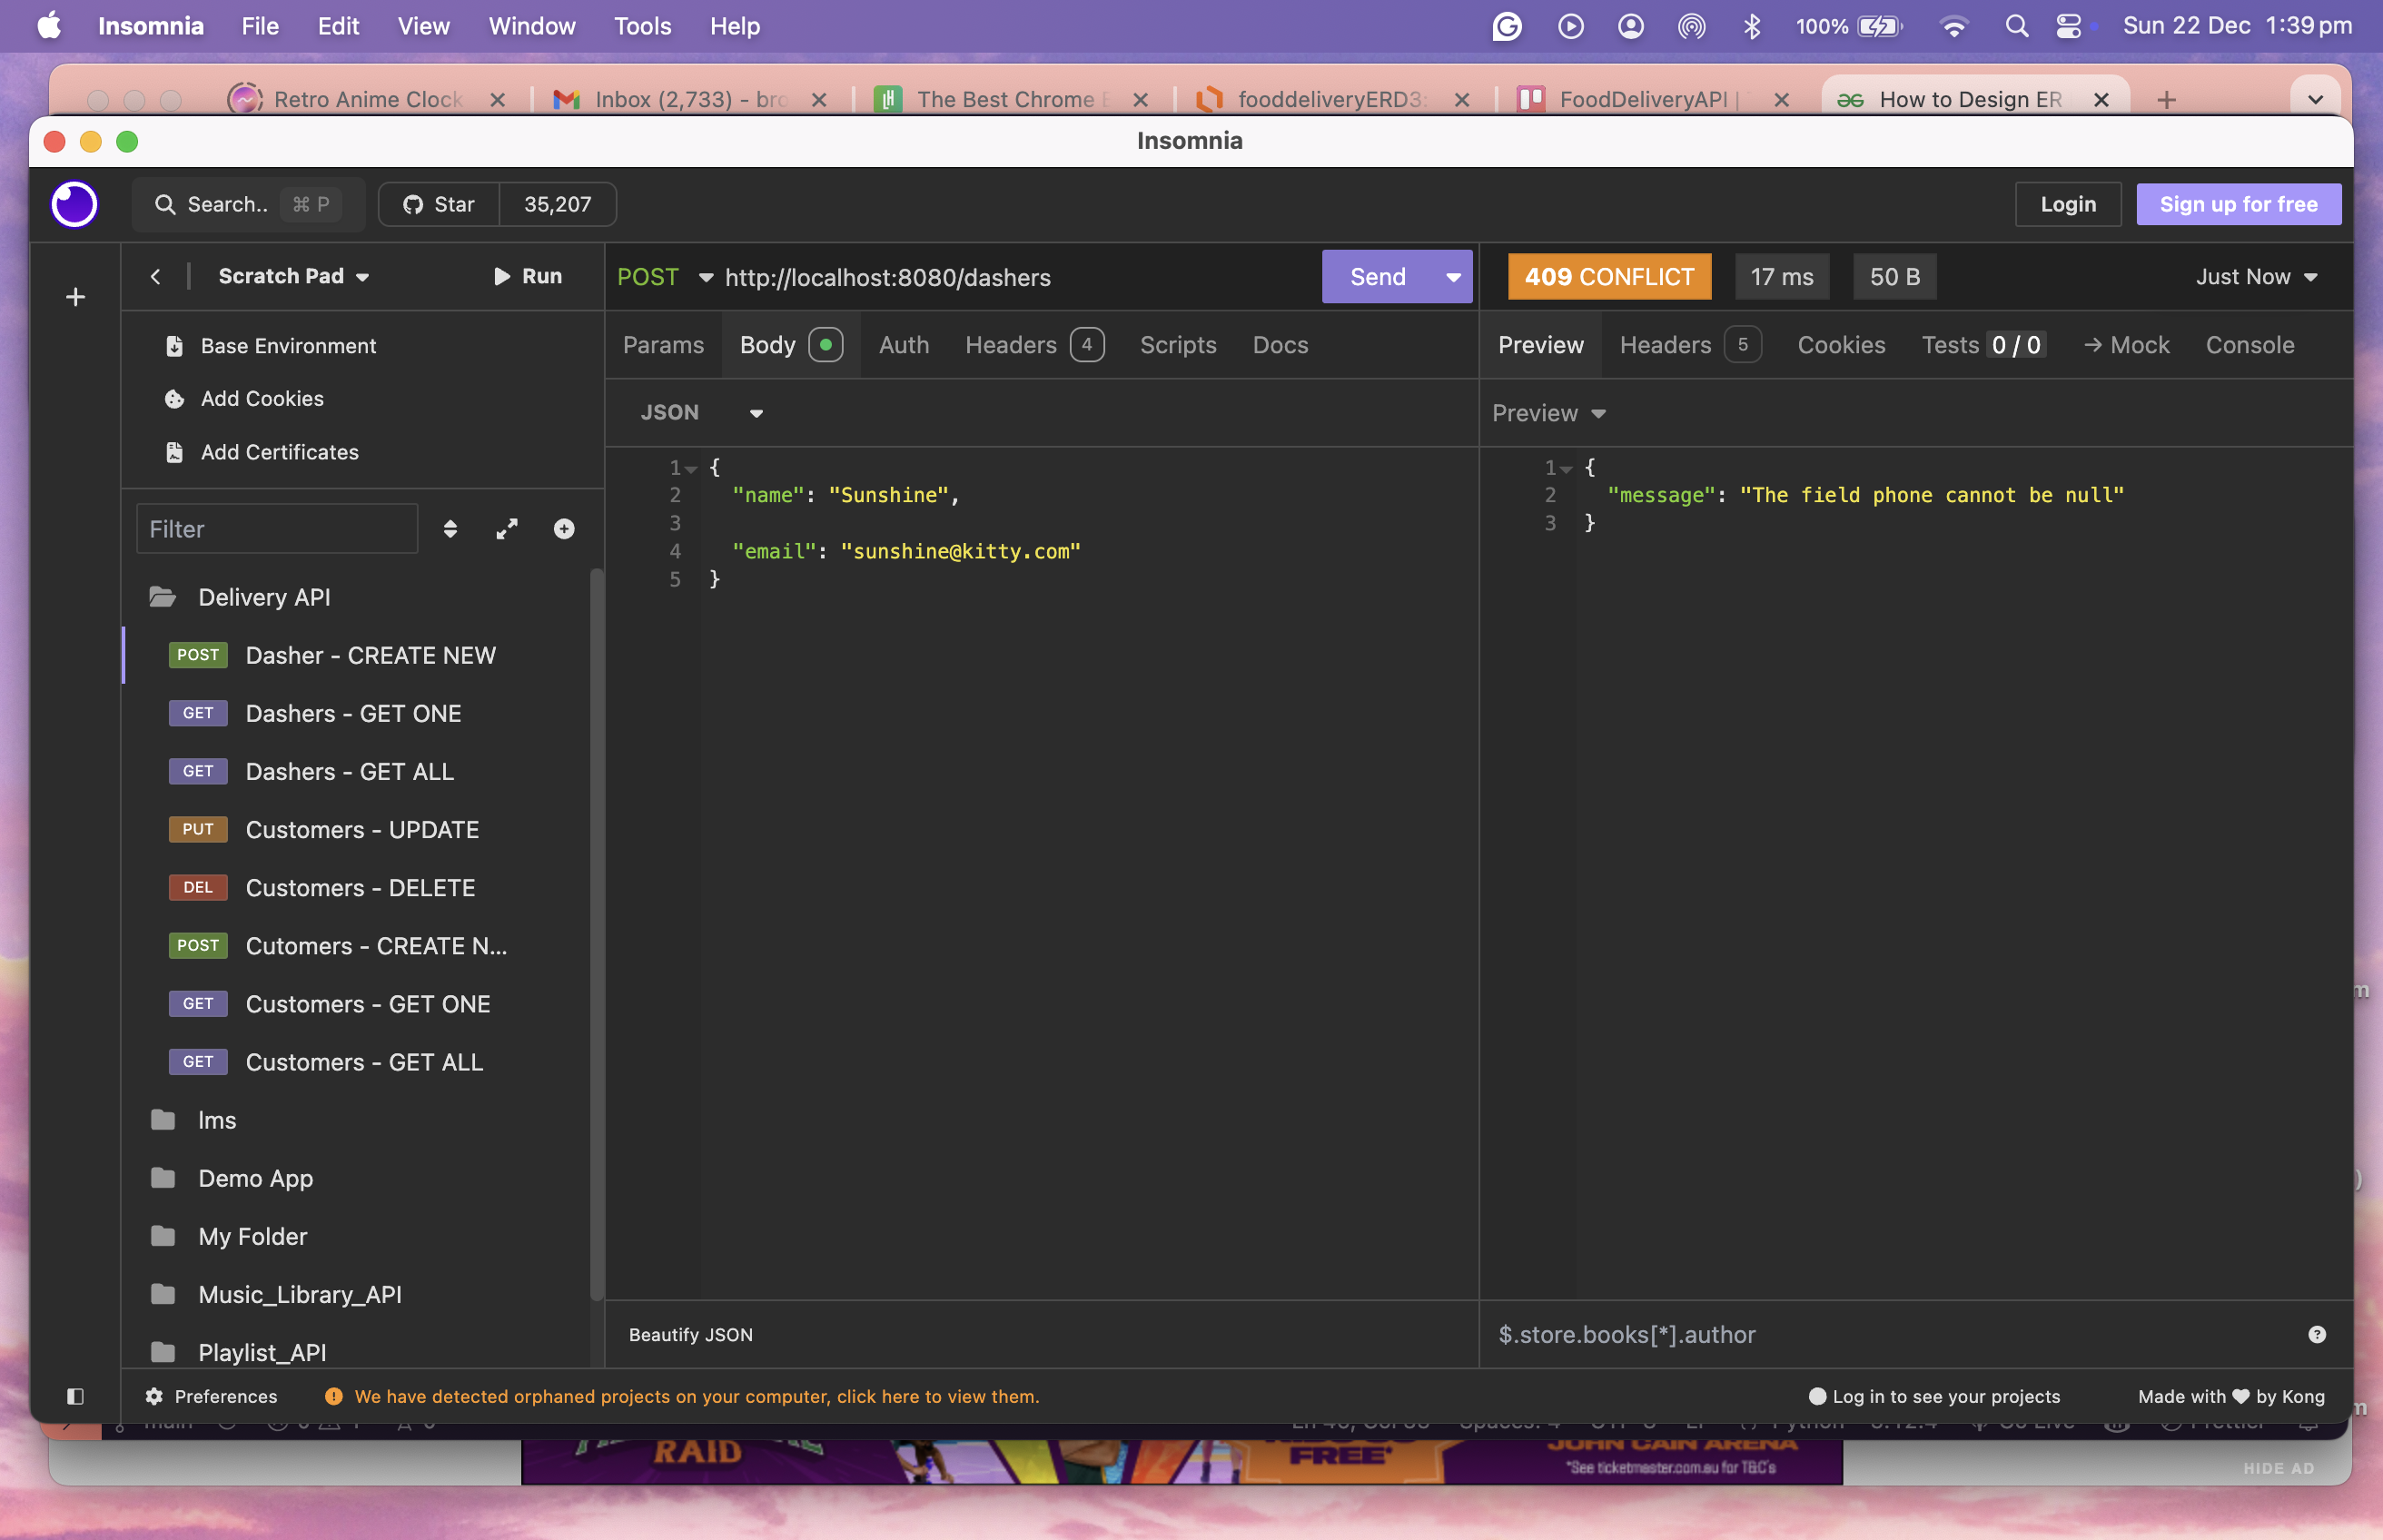 Insomnia File Edit View Window Tools Help 100% Sun 22 Dec 1:39 pm
Retro Anime Clock Inbox (2,733) - bro The Best Chrome E fooddeliveryERD3: FoodDeliveryAPI | How to Design ER
Insomnia
Search.. ⌘ P Star 35,207 Login Sign up for free
Scratch Pad Run
Base Environment
Add Cookies
Add Certificates
Filter
Delivery API
POST Dasher - CREATE NEW
GET Dashers - GET ONE
GET Dashers - GET ALL
PUT Customers - UPDATE
DEL Customers - DELETE
POST Cutomers - CREATE N...
GET Customers - GET ONE
GET Customers - GET ALL
lms
Demo App
My Folder
Music_Library_API
Playlist_API
POST http://localhost:8080/dashers Send
Params Body Auth Headers 4 Scripts Docs
JSON
1 {
2 "name": "Sunshine",
3
4 "email": "sunshine@kitty.com"
5 }
Beautify JSON
409 CONFLICT 17 ms 50 B Just Now
Preview Headers 5 Cookies Tests 0 / 0 → Mock Console
Preview
1 {
2 "message": "The field phone cannot be null"
3 }
$.store.books[*].author
Preferences We have detected orphaned projects on your computer, click here to view them. Log in to see your projects Made with ♥ by Kong
RAID
FREE*
JOHN CAIN ARENA
*See ticketmaster.com.au for T&C's
HIDE AD